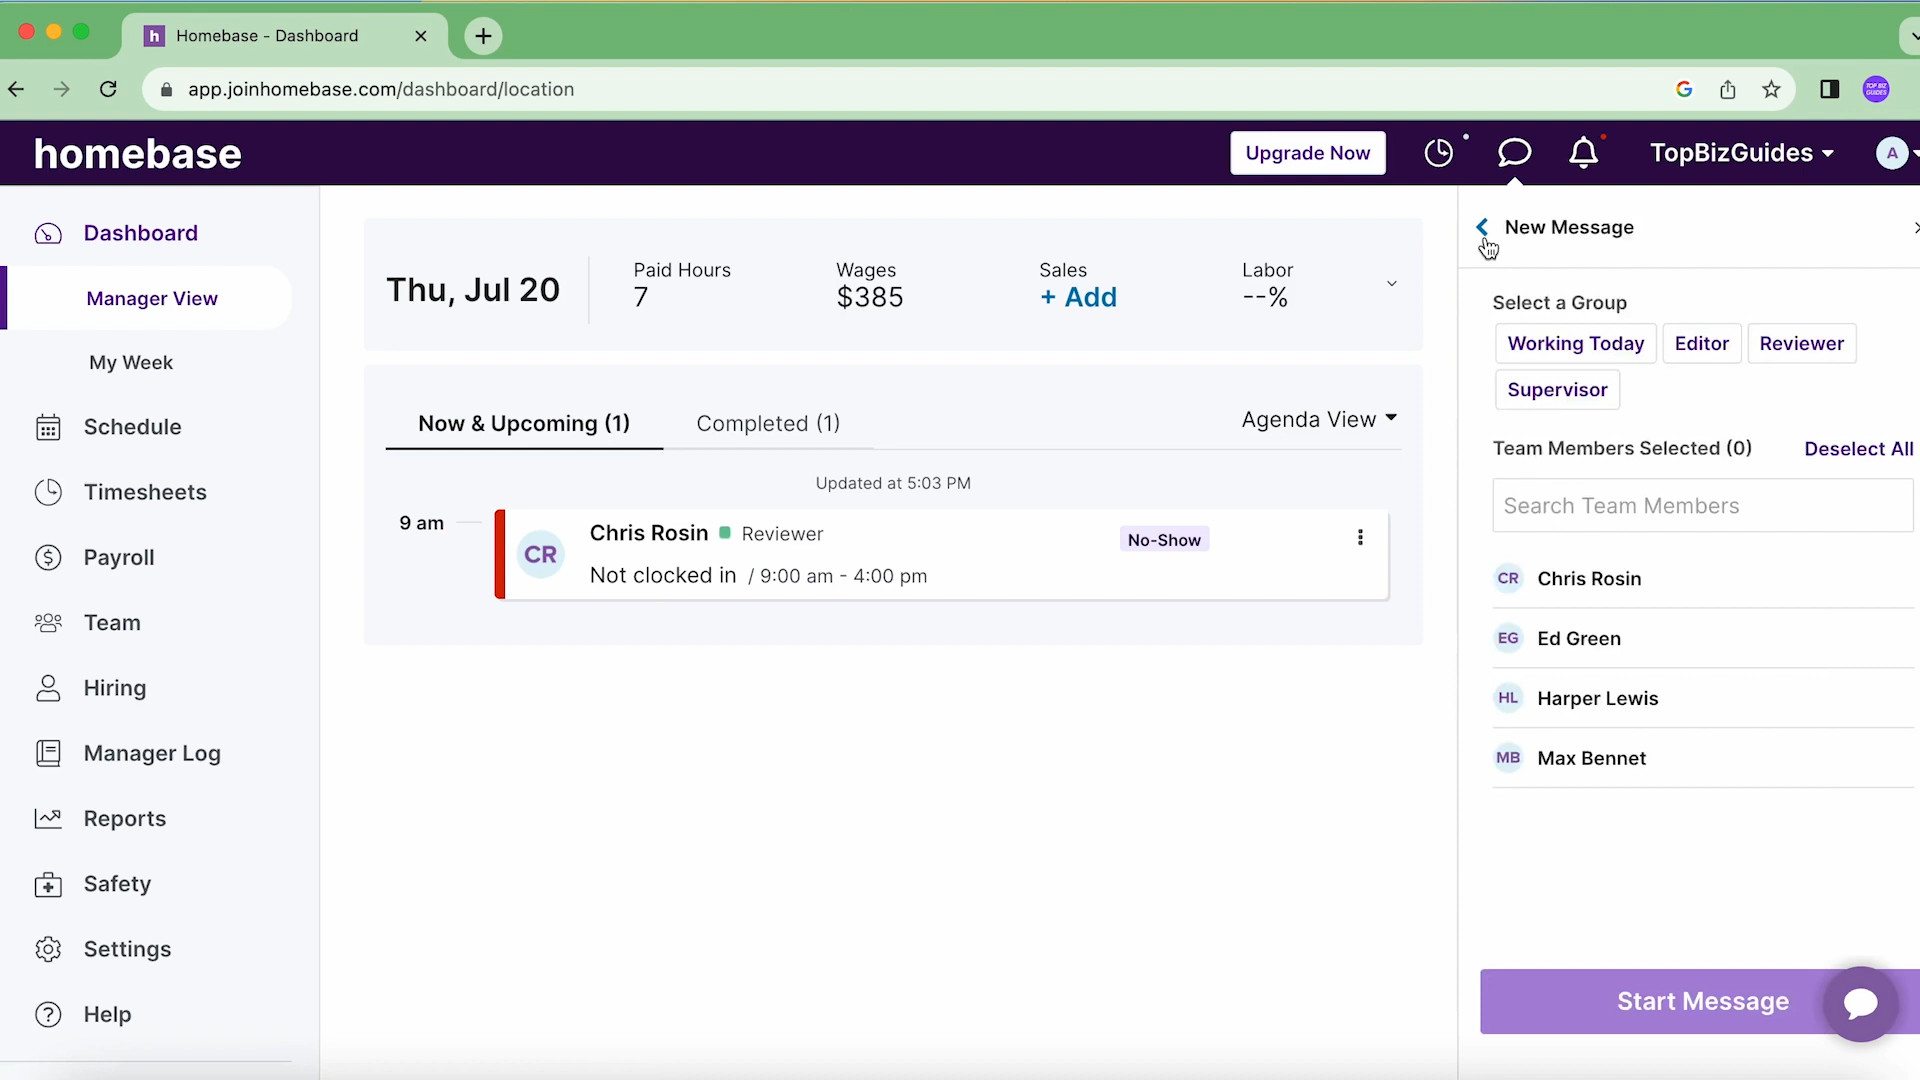 h Homebase - Dashboard
app.joinhomebase.com/dashboard/location
TOP BIZ GUIDES
homebase
Upgrade Now
TopBizGuides
A
Dashboard
Manager View
My Week
Schedule
Timesheets
Payroll
Team
Hiring
Manager Log
Reports
Safety
Settings
Help
Thu, Jul 20
Paid Hours
7
Wages
$385
Sales
+ Add
Labor
--%
Now & Upcoming (1)
Completed (1)
Agenda View
Updated at 5:03 PM
9 am
CR
Chris Rosin
Reviewer
No-Show
Not clocked in / 9:00 am - 4:00 pm
New Message
Select a Group
Working Today
Editor
Reviewer
Supervisor
Team Members Selected (0)
Deselect All
Search Team Members
CR Chris Rosin
EG Ed Green
HL Harper Lewis
MB Max Bennet
Start Message